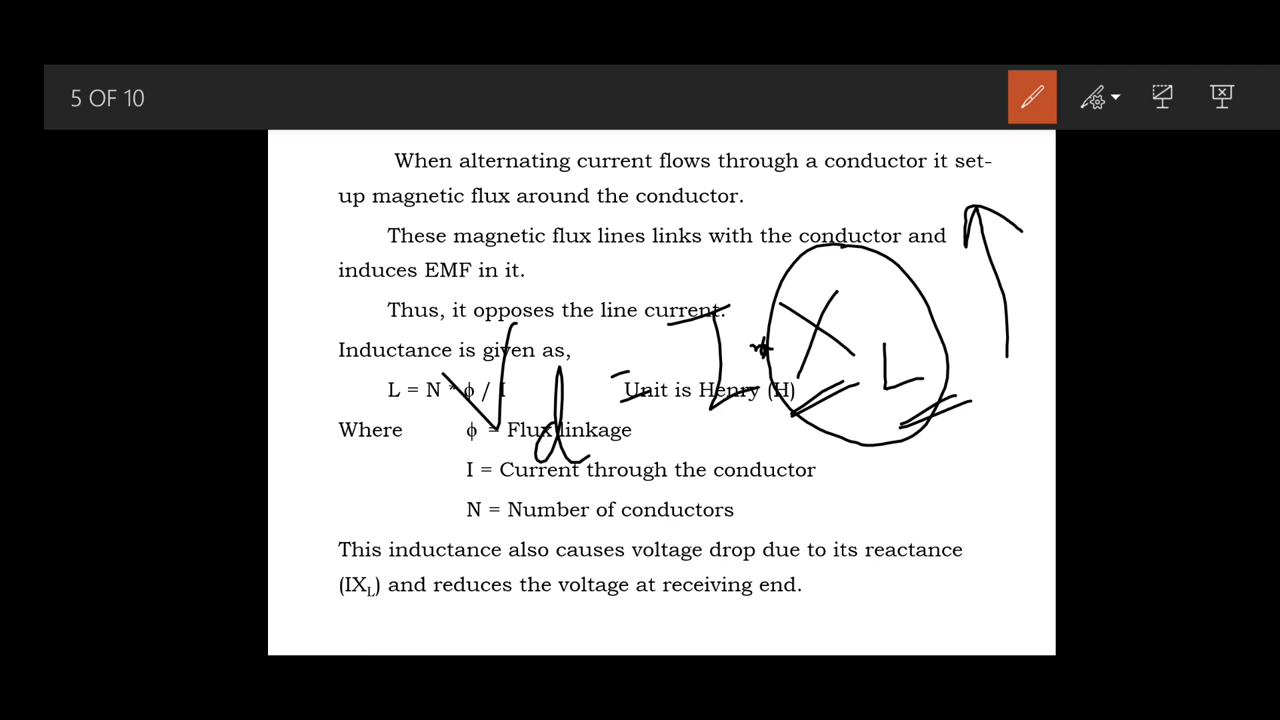 5 OF 10
When alternating current flows through a conductor it set-
up magnetic flux around the conductor.
These magnetic flux lines links with the conductor and
induces EMF in it.
Thus, it opposes the line current.
Inductance is given as,
L = N * ϕ / I Unit is Henry (H)
Vd = I * XL
Where ϕ = Flux linkage
I = Current through the conductor
N = Number of conductors
This inductance also causes voltage drop due to its reactance
(IXL) and reduces the voltage at receiving end.